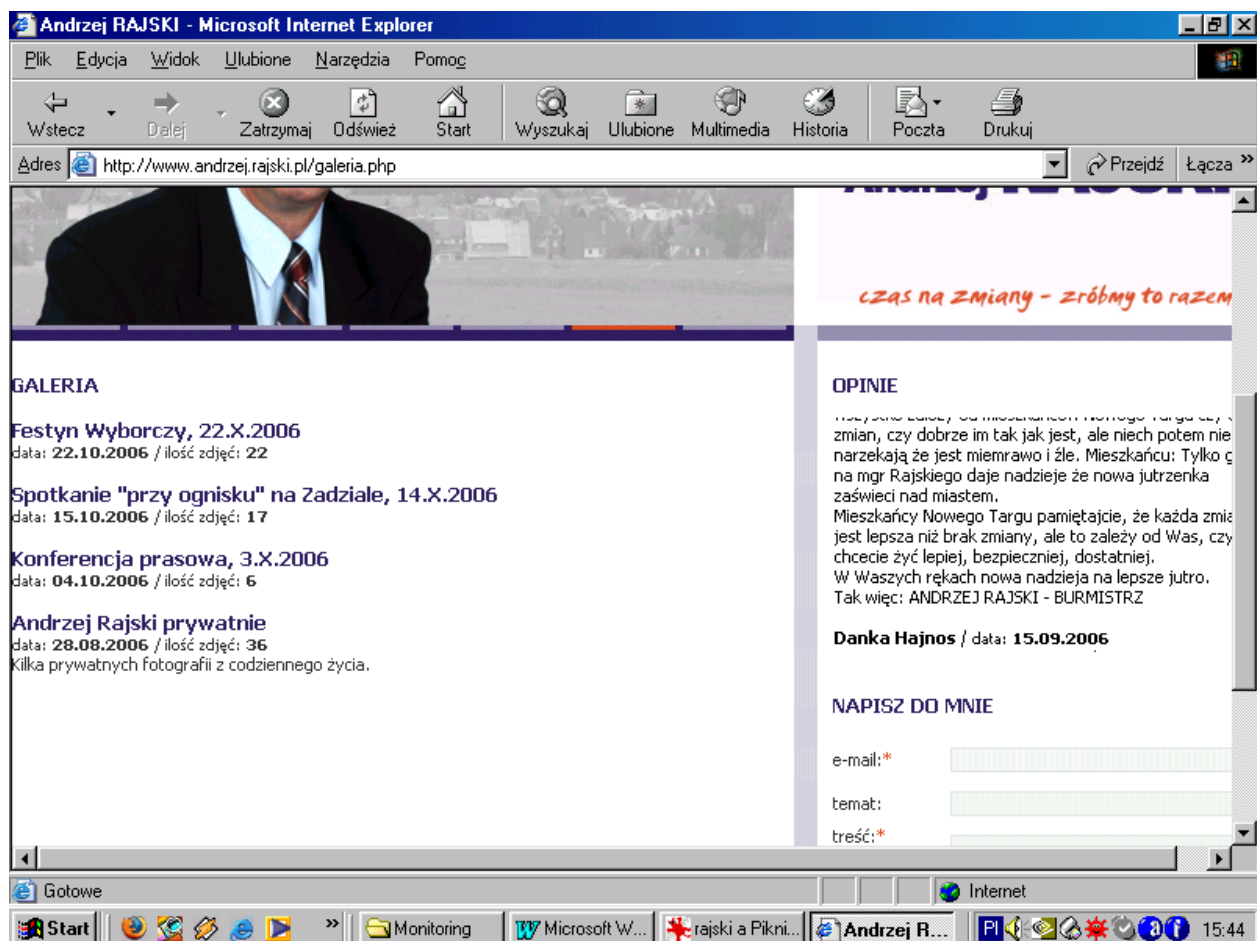 Andrzej RAJSKI - Microsoft Internet Explorer
Plik Edycja Widok Ulubione Narzędzia Pomoc
Wstecz Dalej Zatrzymaj Odśwież Start Wyszukaj Ulubione Multimedia Historia Poczta Drukuj
Adres http://www.andrzej.rajski.pl/galeria.php Przejdź Łącza »
Andrzej RAJSKI
czas na zmiany - zróbmy to razem
GALERIA
Festyn Wyborczy, 22.X.2006
data: 22.10.2006 / ilość zdjęć: 22
Spotkanie "przy ognisku" na Zadziale, 14.X.2006
data: 15.10.2006 / ilość zdjęć: 17
Konferencja prasowa, 3.X.2006
data: 04.10.2006 / ilość zdjęć: 6
Andrzej Rajski prywatnie
data: 28.08.2006 / ilość zdjęć: 36
Kilka prywatnych fotografii z codziennego życia.
OPINIE
Wszystko zależy od mieszkańców Nowego Targu czy
zmian, czy dobrze im tak jak jest, ale niech potem nie
narzekają że jest miemrawo i źle. Mieszkańcu: Tylko
na mgr Rajskiego daje nadzieje że nowa jutrzenka
zaświeci nad miastem.
Mieszkańcy Nowego Targu pamiętajcie, że każda zmia
jest lepsza niż brak zmiany, ale to zależy od Was, czy
chcecie żyć lepiej, bezpieczniej, dostatniej.
W Waszych rękach nowa nadzieja na lepsze jutro.
Tak więc: ANDRZEJ RAJSKI - BURMISTRZ
Danka Hajnos / data: 15.09.2006
NAPISZ DO MNIE
e-mail:*
temat:
treść:*
Gotowe Internet
Start » Monitoring Microsoft W... rajski a Pikni... Andrzej R... Pl 15:44